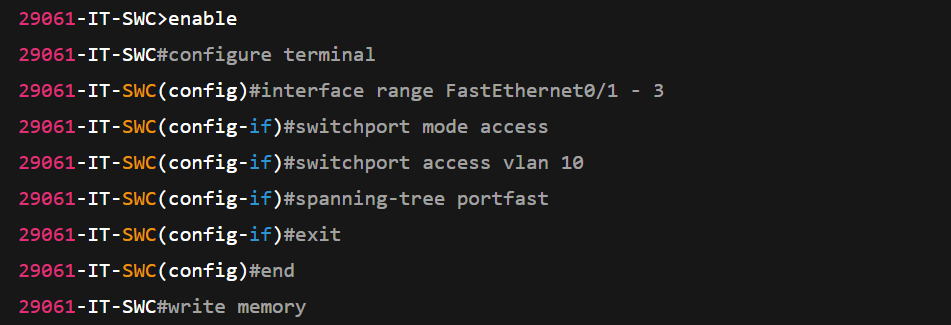 29061-IT-SWC>enable
29061-IT-SWC#configure terminal
29061-IT-SWC(config)#interface range FastEthernet0/1 - 3
29061-IT-SWC(config-if)#switchport mode access
29061-IT-SWC(config-if)#switchport access vlan 10
29061-IT-SWC(config-if)#spanning-tree portfast
29061-IT-SWC(config-if)#exit
29061-IT-SWC(config)#end
29061-IT-SWC#write memory